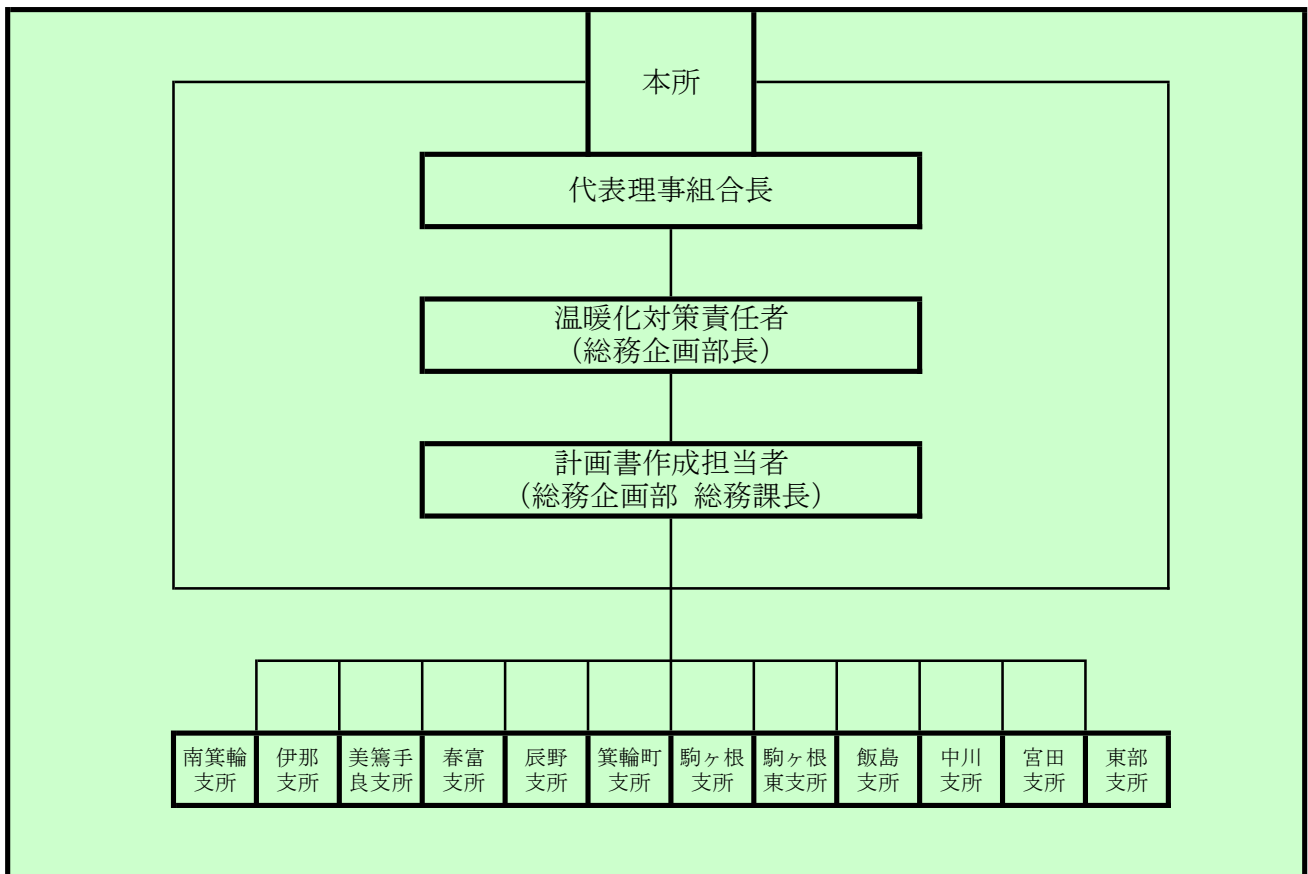 本所
代表理事組合長
温暖化対策責任者
（総務企画部長）
計画書作成担当者
（総務企画部 総務課長）
南箕輪
支所
伊那
支所
美篶手
良支所
春富
支所
辰野
支所
箕輪町
支所
駒ヶ根
支所
駒ヶ根
東支所
飯島
支所
中川
支所
宮田
支所
東部
支所